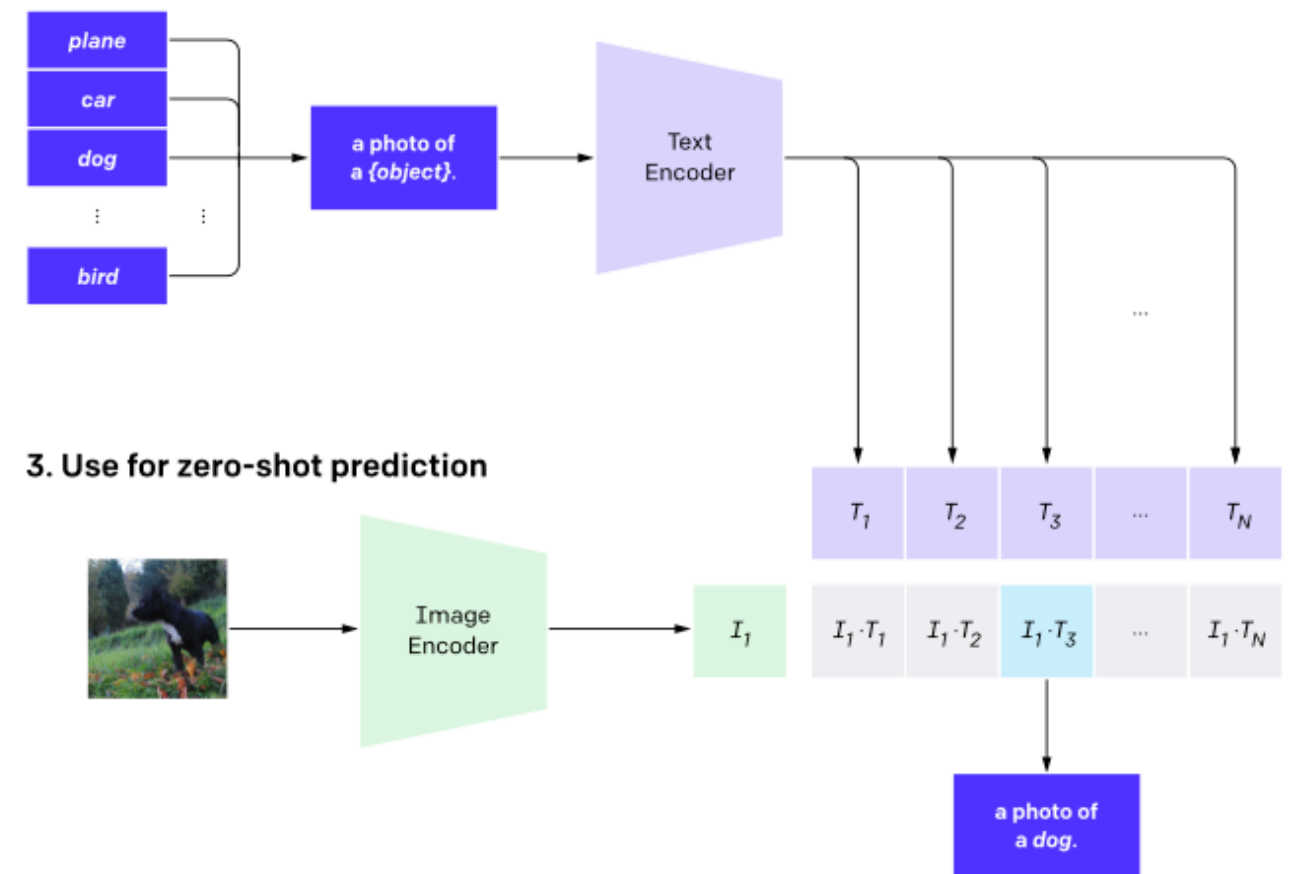 plane
car
dog
⋮ ⋮
bird
a photo of
a {object}.
Text
Encoder
...
3. Use for zero-shot prediction
T1 T2 T3 ... TN
Image
Encoder
I1
I1·T1 I1·T2 I1·T3 ... I1·TN
a photo of
a dog.